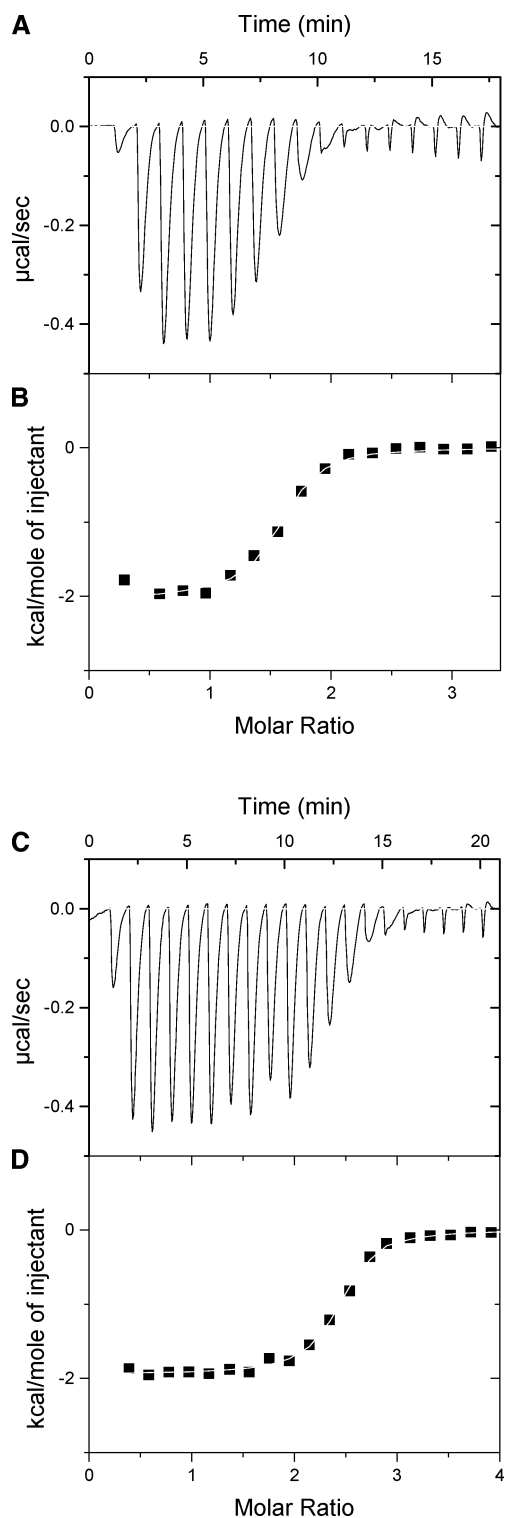 A
Time (min)
0 5 10 15
0.0
-0.2
-0.4
µcal/sec
B
0
-2
kcal/mole of injectant
0 1 2 3
Molar Ratio
Time (min)
C
0 5 10 15 20
0.0
-0.2
-0.4
µcal/sec
D
0
-2
kcal/mole of injectant
0 1 2 3 4
Molar Ratio